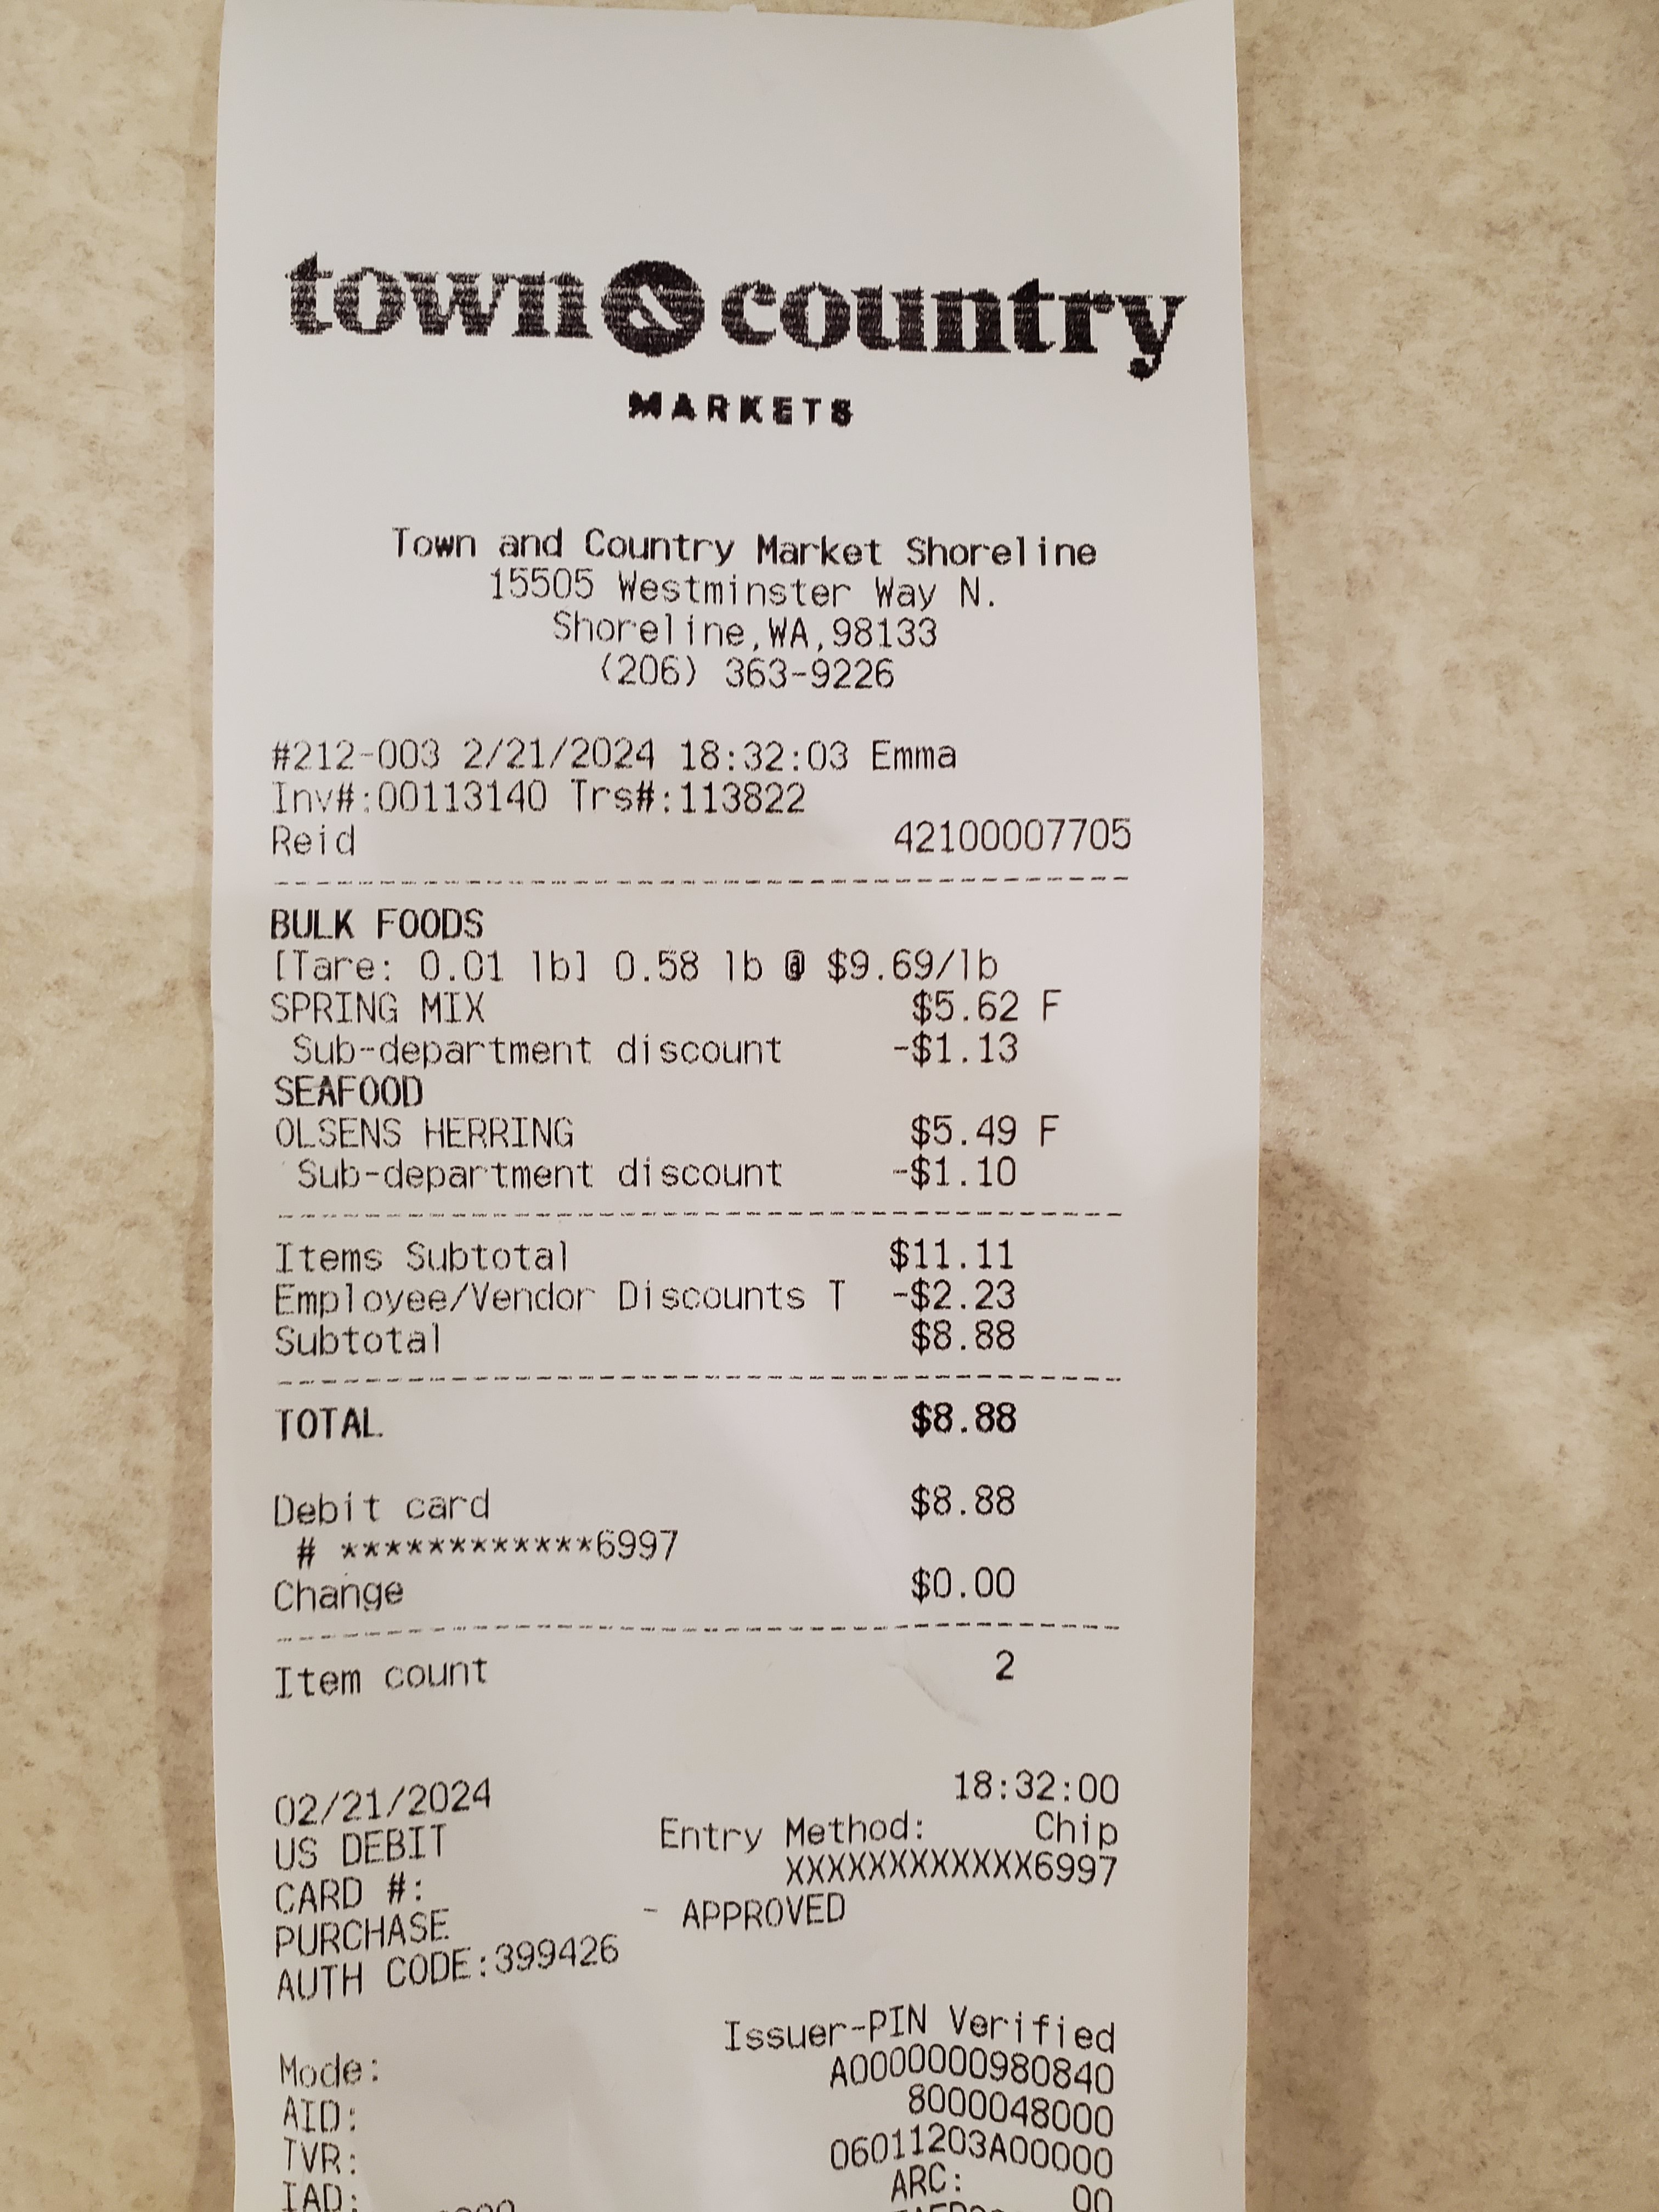 town & country
MARKETS
Town and Country Market Shoreline
15505 Westminster Way N.
Shoreline,WA,98133
(206) 363-9226
#212-003 2/21/2024 18:32:03 Emma
Inv#:00113140 Trs#:113822
Reid 42100007705
BULK FOODS
[Tare: 0.01 lb] 0.58 lb @ $9.69/lb
SPRING MIX $5.62 F
Sub-department discount -$1.13
SEAFOOD
OLSENS HERRING $5.49 F
Sub-department discount -$1.10
Items Subtotal $11.11
Employee/Vendor Discounts T -$2.23
Subtotal $8.88
TOTAL $8.88
Debit card $8.88
# ************6997
Change $0.00
Item count 2
02/21/2024 18:32:00
US DEBIT Entry Method: Chip
CARD #: XXXXXXXXXXXX6997
PURCHASE - APPROVED
AUTH CODE:399426
Mode: Issuer-PIN Verified
AID: A0000000980840
TVR: 8000048000
IAD: 06011203A00000
ARC: 00